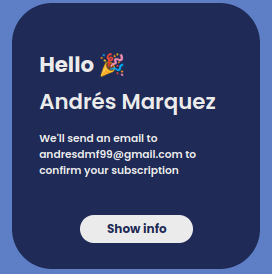 Hello 🎉
Andrés Marquez
We'll send an email to
andresdmf99@gmail.com to
confirm your subscription
Show info